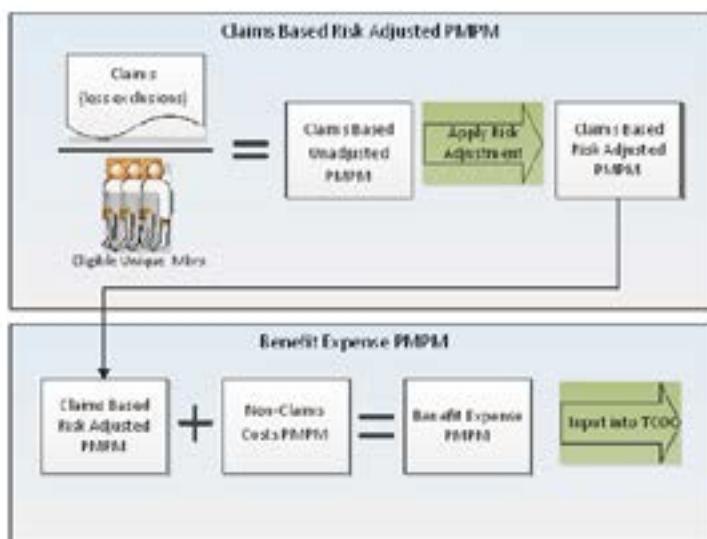 Claims Based Risk Adjusted PMPM
Claims
(less exclusions)
Eligible Unique Mbrs
=
Claims Based
Unadjusted
PMPM
Apply Risk
Adjustment
Claims Based
Risk Adjusted
PMPM
Benefit Expense PMPM
Claims Based
Risk Adjusted
PMPM
+
Non-Claims
Costs PMPM
=
Benefit Expense
PMPM
Input into TCOC